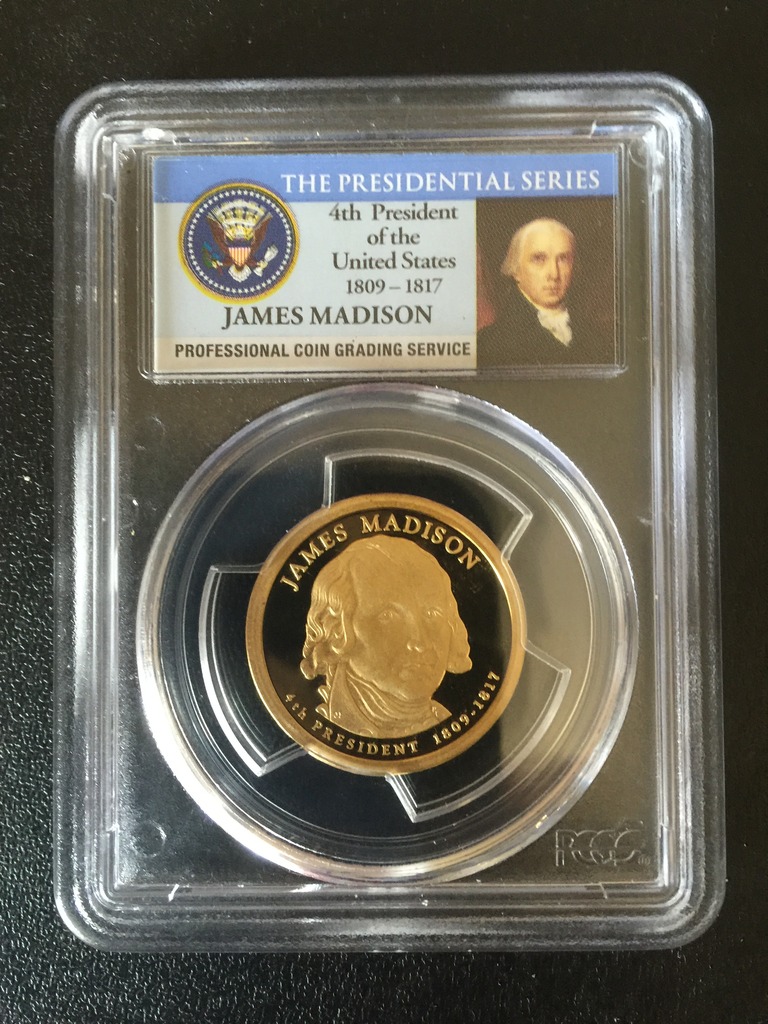 THE PRESIDENTIAL SERIES
4th President
of the
United States
1809 – 1817
JAMES MADISON
PROFESSIONAL COIN GRADING SERVICE
JAMES MADISON
4th PRESIDENT 1809-1817
PCGS